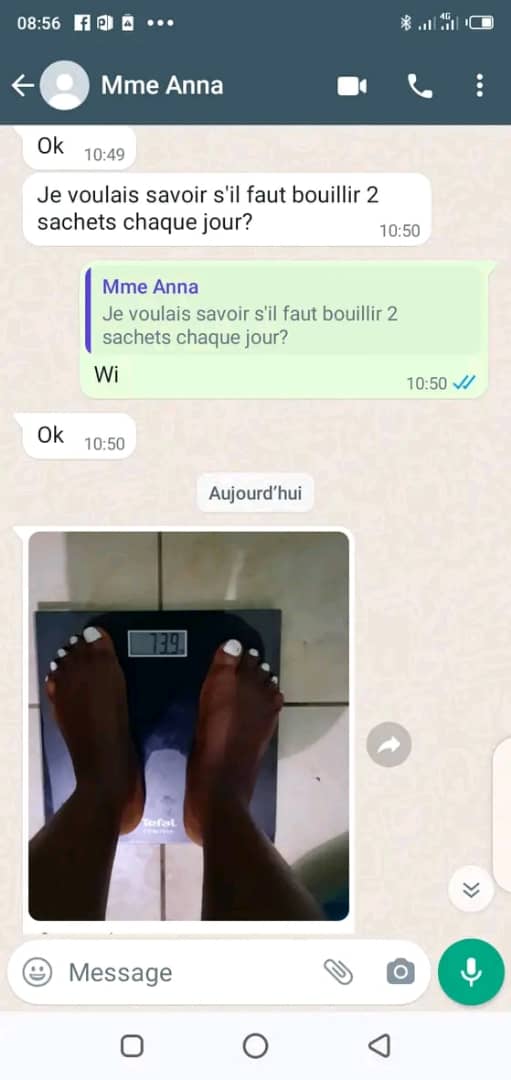 08:56
4G
Mme Anna
Ok 10:49
Je voulais savoir s'il faut bouillir 2
sachets chaque jour?
10:50
Mme Anna
Je voulais savoir s'il faut bouillir 2
sachets chaque jour?
Wi
10:50
Ok 10:50
Aujourd'hui
73.9
Tefal
Message